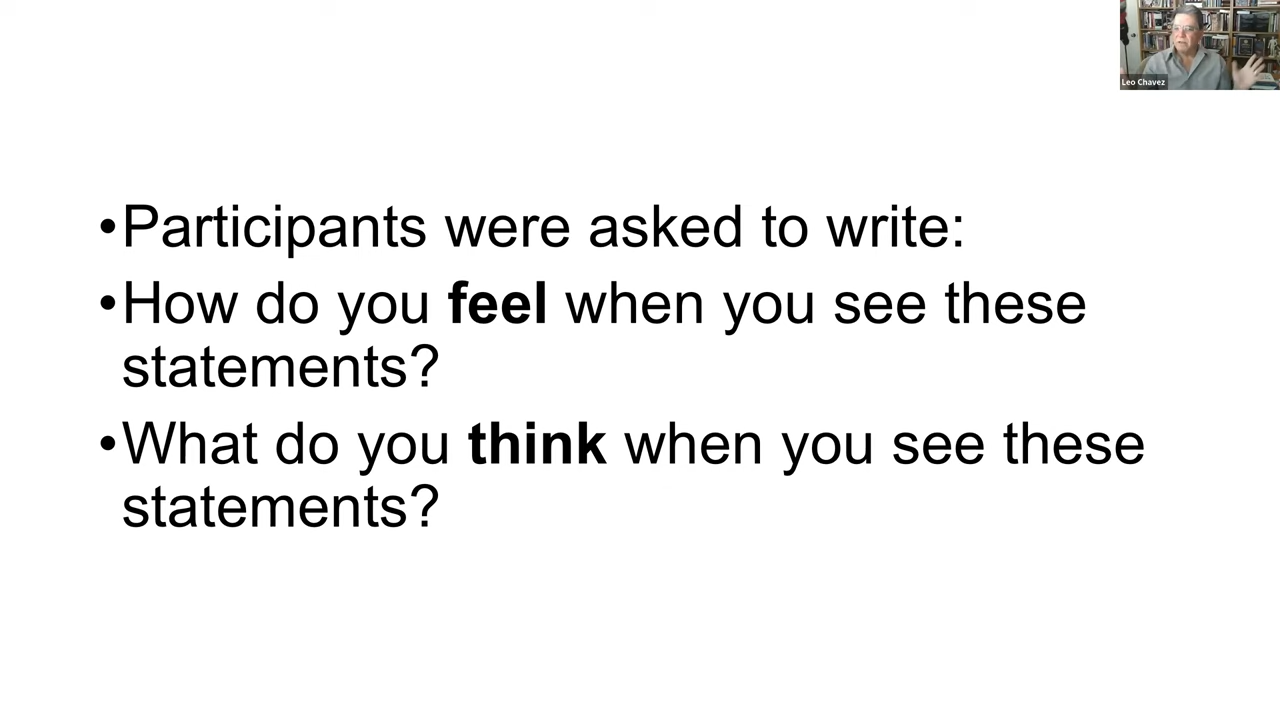 Leo Chavez
•Participants were asked to write:
•How do you feel when you see these
statements?
•What do you think when you see these
statements?